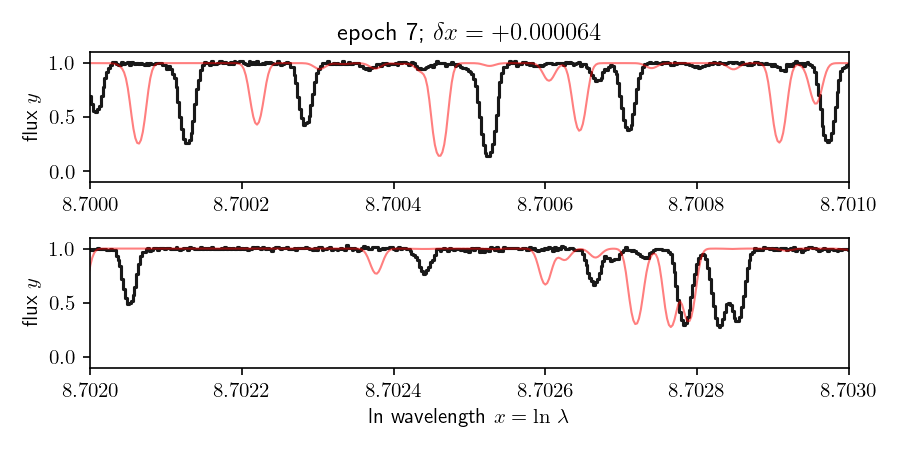 epoch 7; δx = +0.000064
flux y
1.0
0.5
0.0
8.7000 8.7002 8.7004 8.7006 8.7008 8.7010
flux y
1.0
0.5
0.0
8.7020 8.7022 8.7024 8.7026 8.7028 8.7030
ln wavelength x = ln λ